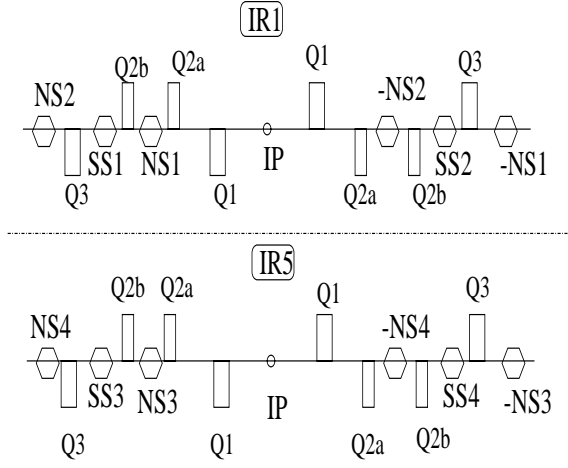 IR1
Q2b Q2a Q1 Q3
NS2 -NS2
SS1 NS1 IP SS2 -NS1
Q3 Q1 Q2a Q2b
IR5
Q2b Q2a Q1 Q3
NS4 -NS4
SS3 NS3 IP SS4 -NS3
Q3 Q1 Q2a Q2b